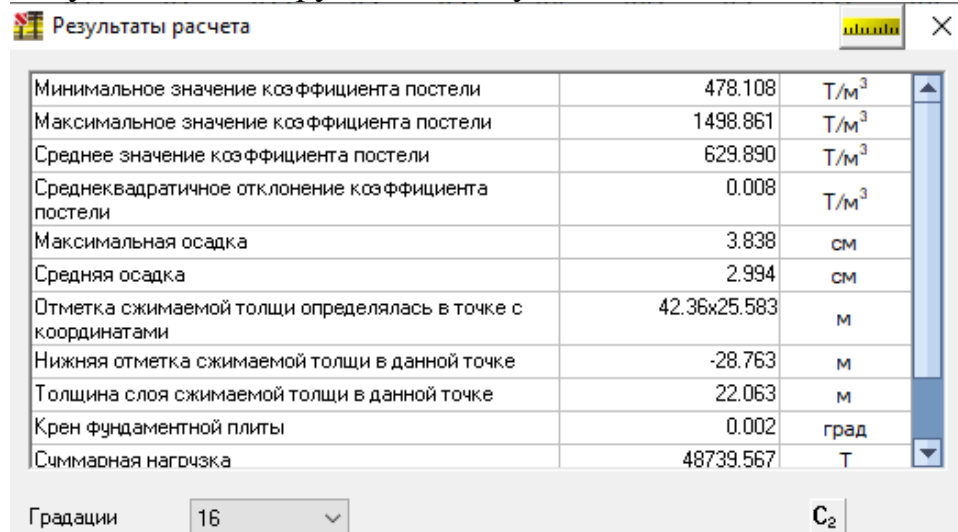 Результаты расчета
Минимальное значение коэффициента постели 478.108 Т/м³
Максимальное значение коэффициента постели 1498.861 Т/м³
Среднее значение коэффициента постели 629.890 Т/м³
Среднеквадратичное отклонение коэффициента 0.008 Т/м³
постели
Максимальная осадка 3.838 см
Средняя осадка 2.994 см
Отметка сжимаемой толщи определялась в точке с 42.36x25.583 м
координатами
Нижняя отметка сжимаемой толщи в данной точке -28.763 м
Толщина слоя сжимаемой толщи в данной точке 22.063 м
Крен фундаментной плиты 0.002 град
Суммарная нагрузка 48739.567 Т
Градации 16 C₂